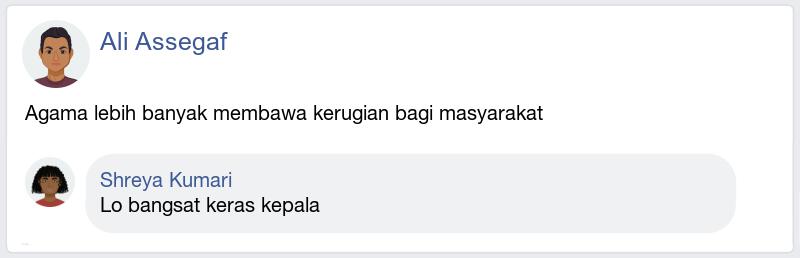 Ali Assegaf
Agama lebih banyak membawa kerugian bagi masyarakat
Shreya Kumari
Lo bangsat keras kepala